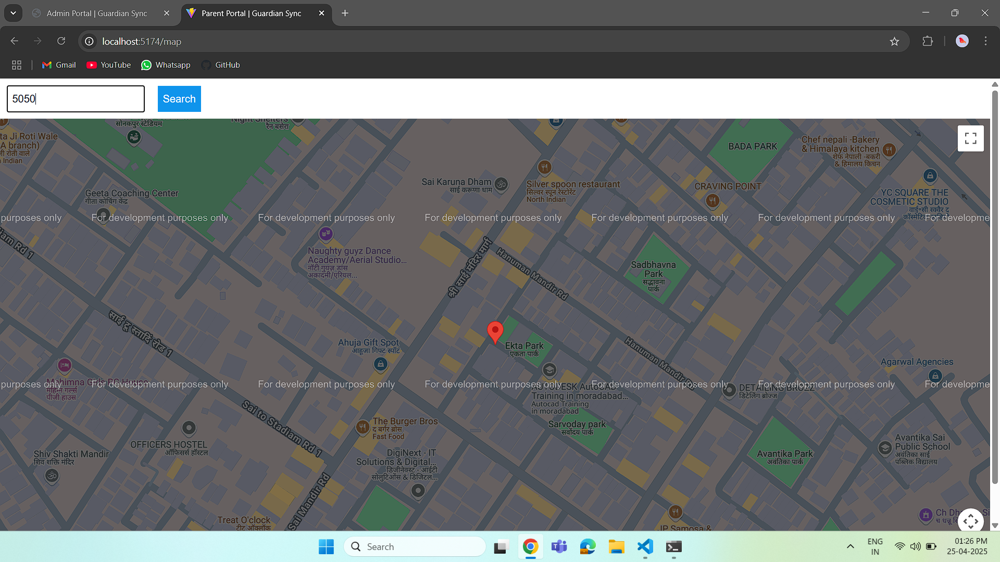 Admin Portal | Guardian Sync
Parent Portal | Guardian Sync
localhost:5174/map
Gmail
YouTube
Whatsapp
GitHub
5050
Search
सोनकपुर स्टेडियम
Night Shelters
रैन बसेरा
ta Ji Roti Wale
A branch)
जी रोती वाले
Indian
BADA PARK
Chef nepali -Bakery
& Himalaya kitchen
शेफ नेपाली -बकरी
& हिमालय किचन
Sai Karuna Dham
साई करूणा धाम
Silver spoon restaurant
सिल्वर स्पून रेस्टोरेंट
North Indian
CRAVING POINT
YC SQUARE THE
COSMETIC STUDIO
वाई॰सी स्क्वैर द
Geeta Coaching Center
गीता कोचिंग केंद्र
purposes only
For development purposes only
For development purposes only
For development purposes only
For development purposes only
For development purposes only
For developme
iam Rd 1
Naughty guyz Dance
Academy/Aerial Studio...
नॉटी गुयज़ डांस
अकादमी/एरियल...
श्री साई मंदिर मार्ग
Hanuman Mandir Rd
Sadbhavna
Park
सद्भावना
पार्क
साई टू स्तादिं रोड 1
Ahuja Gift Spot
आहूजा गिफ्ट स्पॉट
Ekta Park
एकता पार्क
Hanuman Mandir Rd
Agarwal Agencies
Mahimna Girls PG House
महिम्न गर्ल्स
पीजी हाउस
purposes only
For development purposes only
For development purposes only
For development purposes only
For development purposes only
For development purposes only
For developme
AutoCAD
Training in moradabad...
Autocad Training
in moradabad
DETAILING BRUZZ
डिटेलिंग ब्रोज्ज
Sai to Stadiam Rd 1
The Burger Bros
द बर्गर ब्रोस
Fast Food
Sarvoday park
सर्वोदय पार्क
OFFICERS HOSTEL
ऑफिसर्स हॉस्टल
Shiv Shakti Mandir
शिव शक्ति मंदिर
DigiNext - IT
Solutions & Digital...
डिजीनेक्स्ट - आईटी
सोलुटिओंस & डिजिटल...
Avantika Park
अवंतिका पार्क
Avantika Sai
Public School
अवंतिका साई
पब्लिक विद्यालय
Sai Mandir Rd
Treat O'clock
टीट ऑक्लॉक
JP Samosa &
Ch Dh
Si
च धन्नू सि
Search
ENG
IN
01:26 PM
25-04-2025